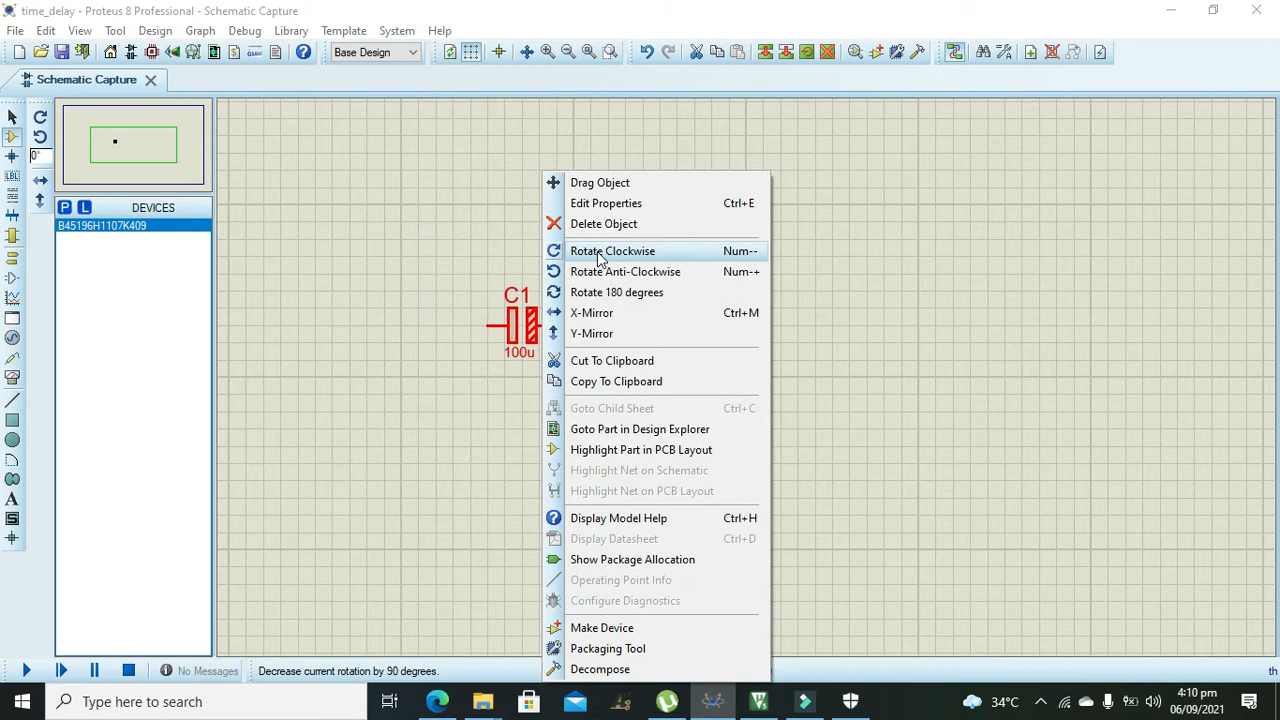 time_delay - Proteus 8 Professional - Schematic Capture
File Edit View Tool Design Graph Debug Library Template System Help
Base Design
Schematic Capture
0°
LBL
P L DEVICES
B45196H1107K409
C1
100u
Drag Object
Edit Properties Ctrl+E
Delete Object
Rotate Clockwise Num--
Rotate Anti-Clockwise Num-+
Rotate 180 degrees
X-Mirror Ctrl+M
Y-Mirror
Cut To Clipboard
Copy To Clipboard
Goto Child Sheet Ctrl+C
Goto Part in Design Explorer
Highlight Part in PCB Layout
Highlight Net on Schematic
Highlight Net on PCB Layout
Display Model Help Ctrl+H
Display Datasheet Ctrl+D
Show Package Allocation
Operating Point Info
Configure Diagnostics
Make Device
Packaging Tool
Decompose
No Messages Decrease current rotation by 90 degrees. th
Type here to search
34°C
4:10 pm
06/09/2021